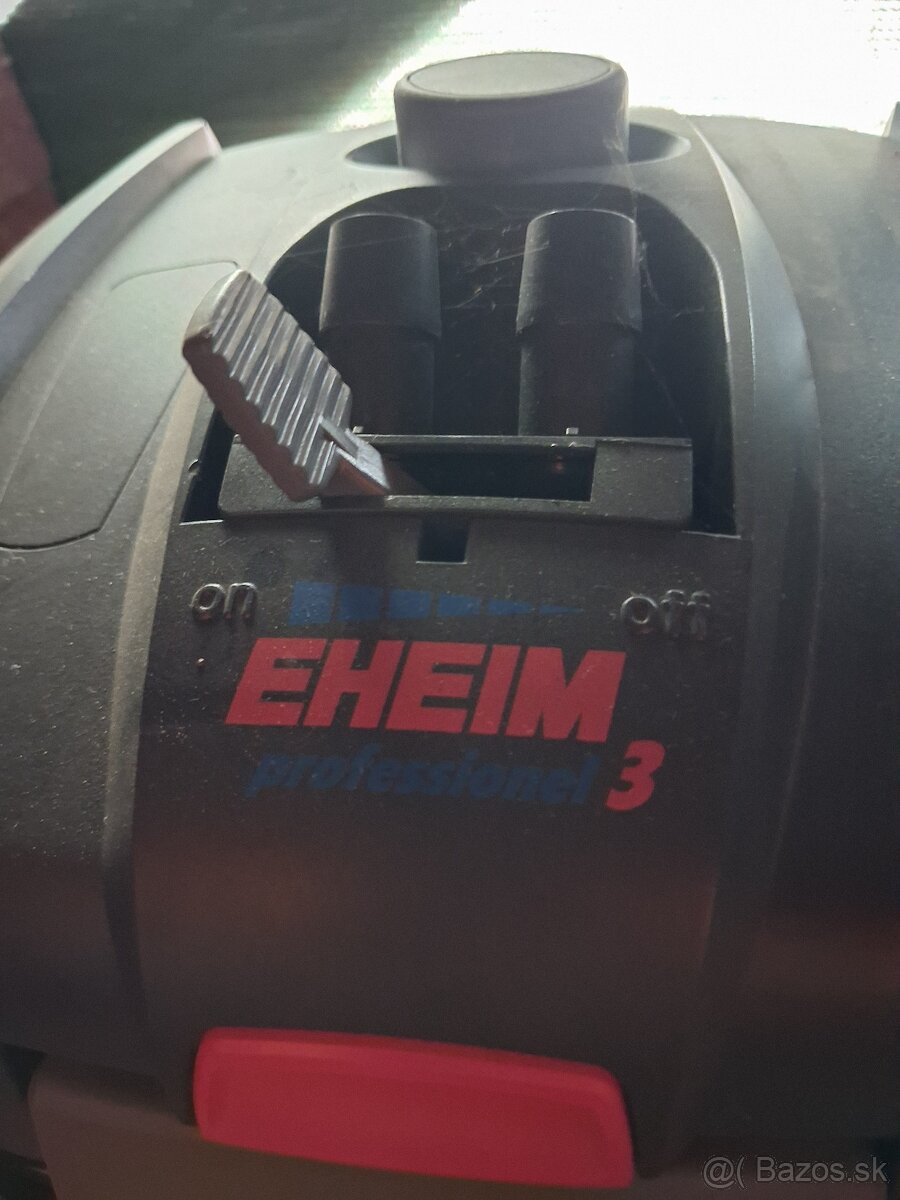 on off
EHEIM
professionel 3
@( Bazos.sk